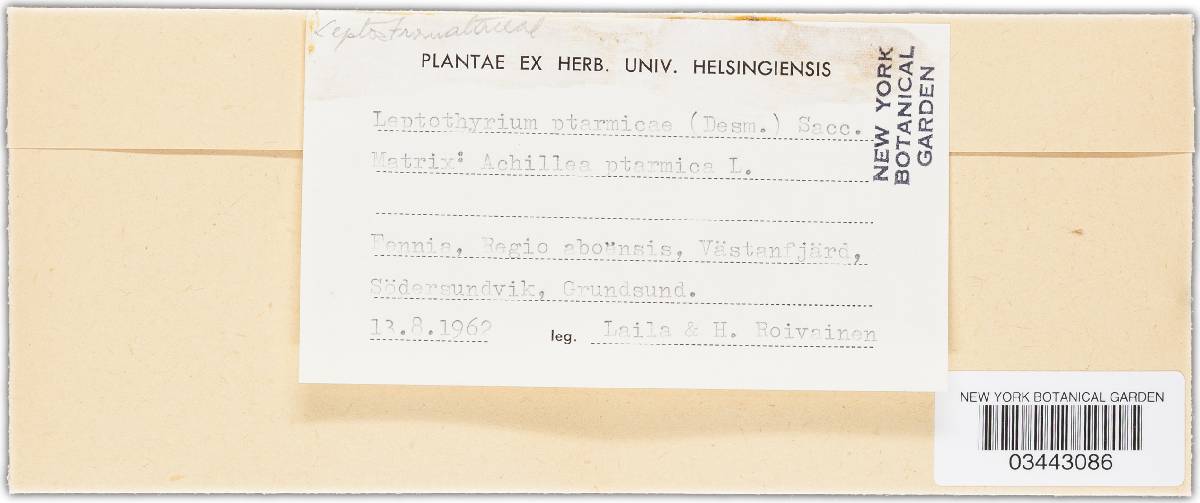 Leptostromataceae
PLANTAE EX HERB. UNIV. HELSINGIENSIS
Leptothyrium ptarmicae (Desm.) Sacc.
Matrix: Achillea ptarmica L.
Fennia, Regio aboënsis, Västanfjärd,
Södersundvik, Grundsund.
13.8.1962 leg. Laila & H. Roivainen
NEW YORK
BOTANICAL
GARDEN
NEW YORK BOTANICAL GARDEN
03443086